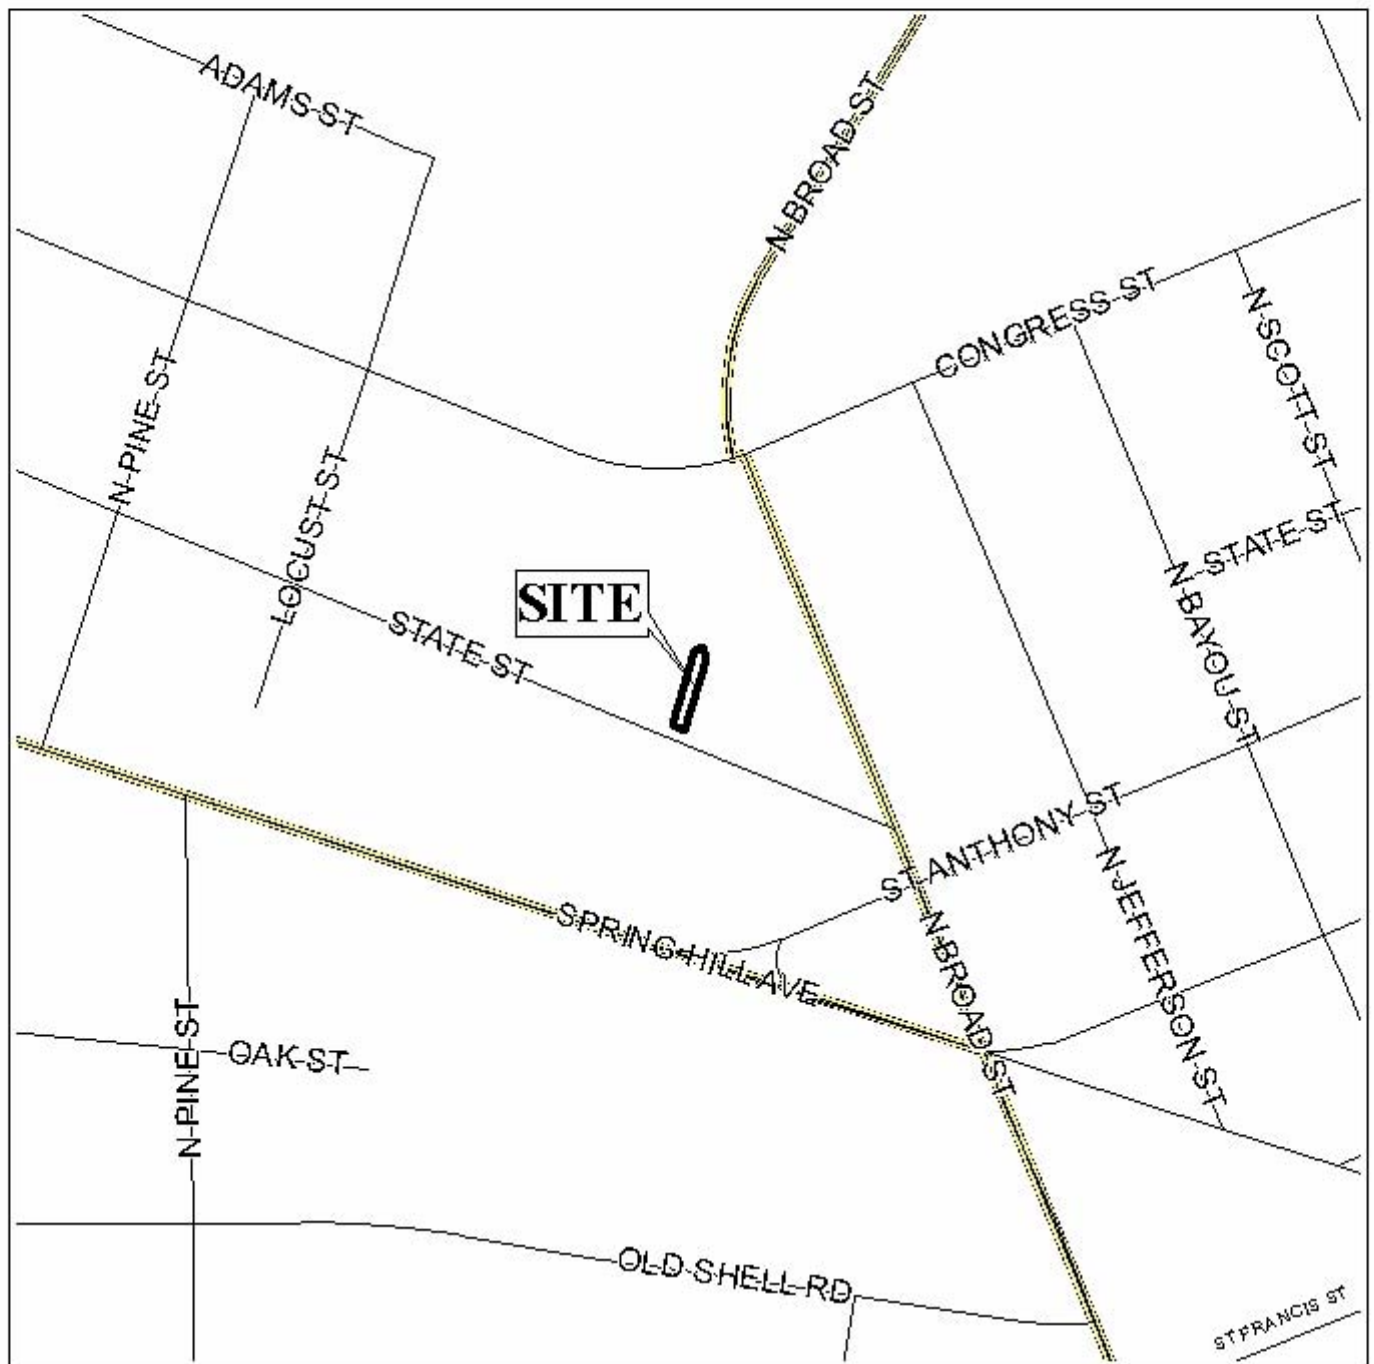 ADAMS ST
N BROAD ST
CONGRESS ST
N SCOTT ST
N PINE ST
LOCUST ST
STATE ST
SITE
STATE ST
N BAYOU ST
ST ANTHONY ST
N JEFFERSON ST
SPRING HILL AVE
N BROAD ST
N PINE ST
OAK ST
OLD SHELL RD
ST FRANCIS ST